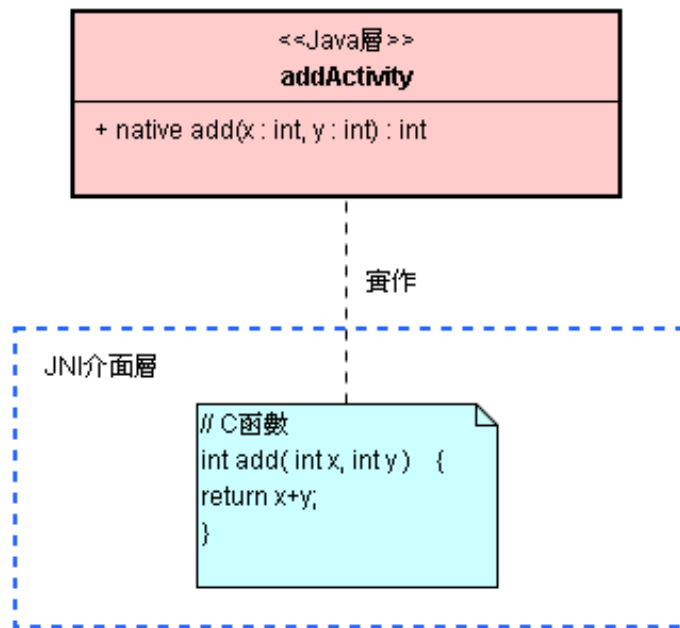 <<Java層>>
addActivity
+ native add(x : int, y : int) : int
實作
JNI介面層
// C函數
int add( int x, int y ) {
return x+y;
}